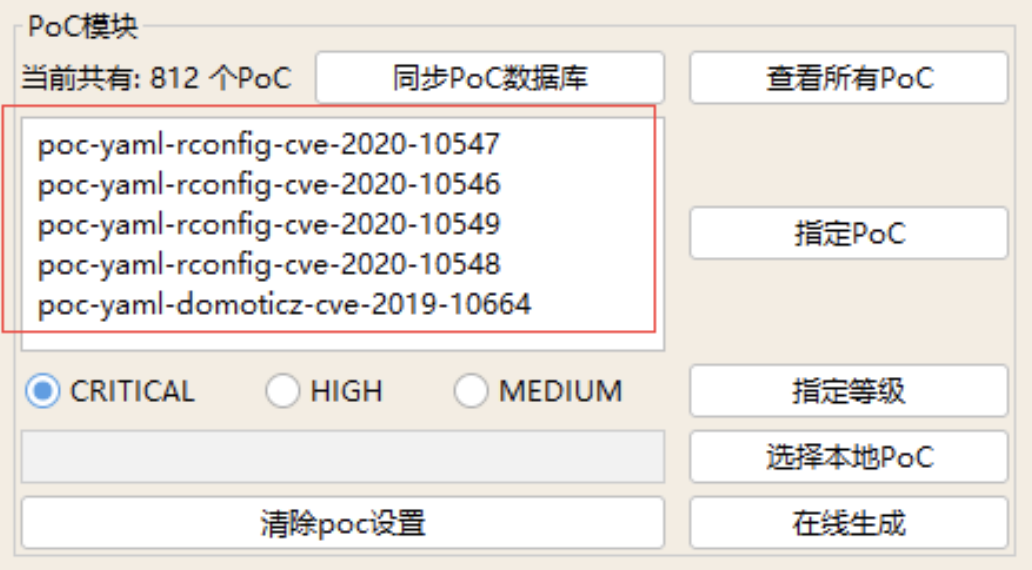 PoC模块
当前共有: 812 个PoC 同步PoC数据库 查看所有PoC
poc-yaml-rconfig-cve-2020-10547
poc-yaml-rconfig-cve-2020-10546
poc-yaml-rconfig-cve-2020-10549
poc-yaml-rconfig-cve-2020-10548
poc-yaml-domoticz-cve-2019-10664
指定PoC
CRITICAL HIGH MEDIUM 指定等级
选择本地PoC
清除poc设置 在线生成